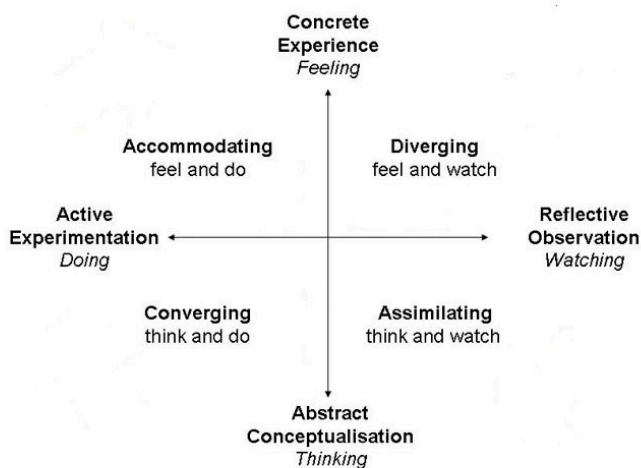 Concrete
Experience
Feeling
Accommodating
feel and do
Diverging
feel and watch
Active
Experimentation
Doing
Reflective
Observation
Watching
Converging
think and do
Assimilating
think and watch
Abstract
Conceptualisation
Thinking